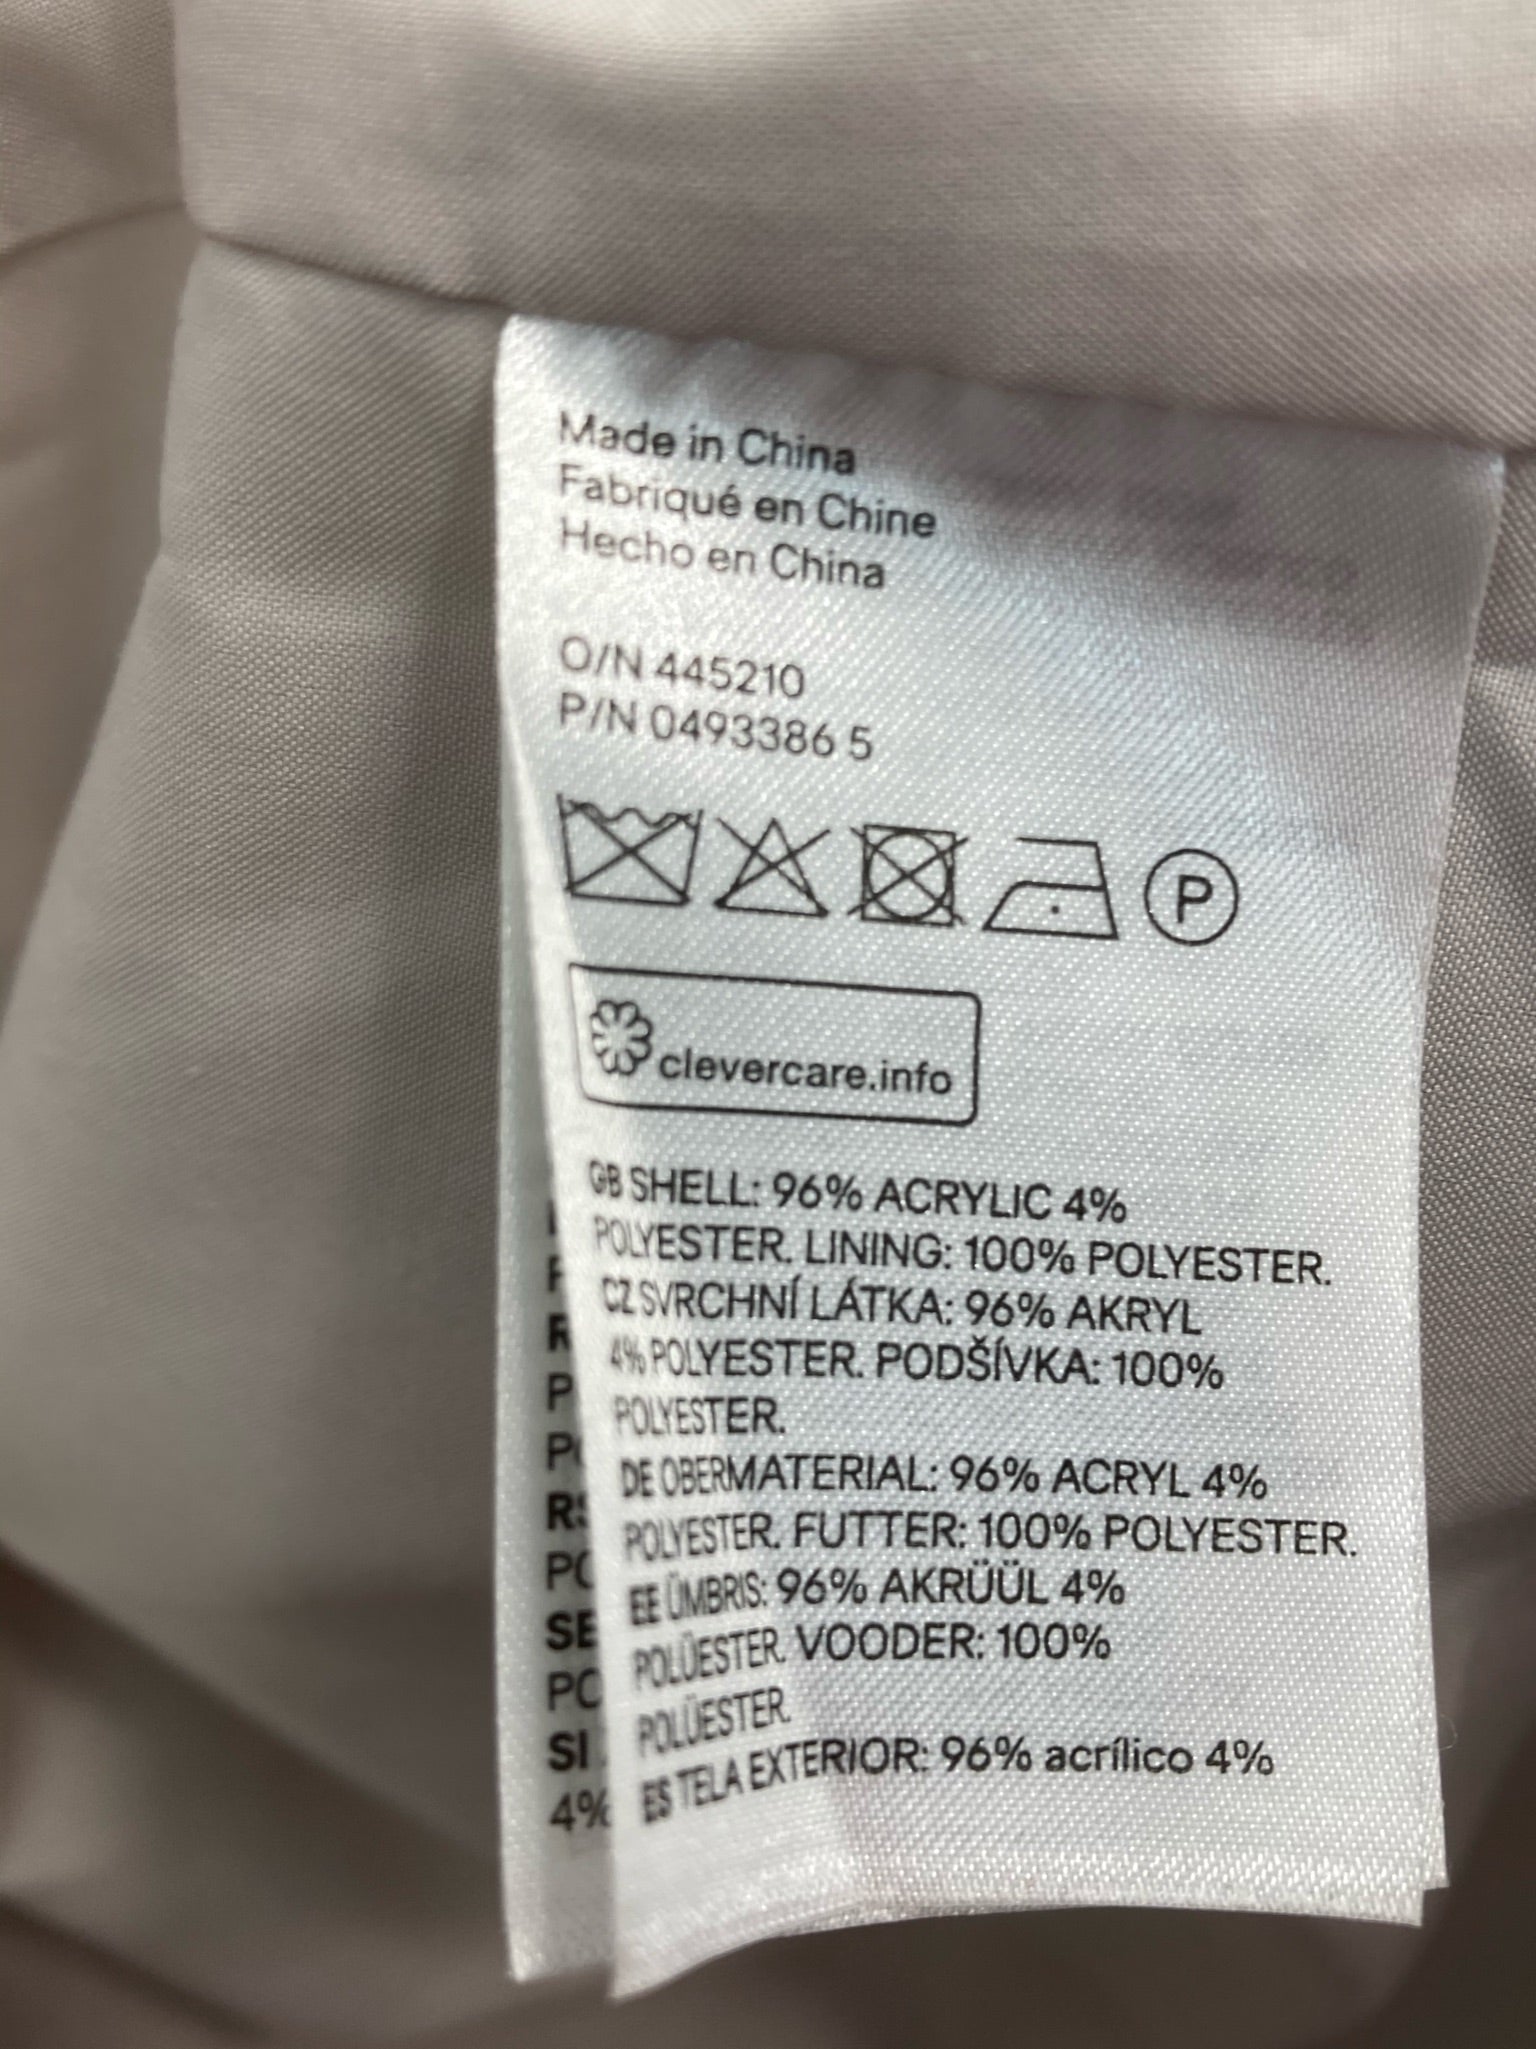 Made in China
Fabriqué en Chine
Hecho en China
O/N 445210
P/N 0493386 5
P
clevercare.info
GB SHELL: 96% ACRYLIC 4%
POLYESTER. LINING: 100% POLYESTER.
CZ SVRCHNÍ LÁTKA: 96% AKRYL
4% POLYESTER. PODŠÍVKA: 100%
POLYESTER.
DE OBERMATERIAL: 96% ACRYL 4%
POLYESTER. FUTTER: 100% POLYESTER.
EE ÜMBRIS: 96% AKRÜÜL 4%
POLÜESTER. VOODER: 100%
POLÜESTER.
ES TELA EXTERIOR: 96% acrílico 4%
SE
SI
4%